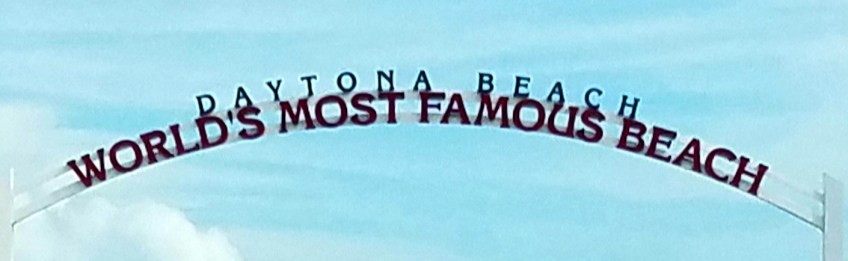 DAYTONA BEACH
WORLD'S MOST FAMOUS BEACH